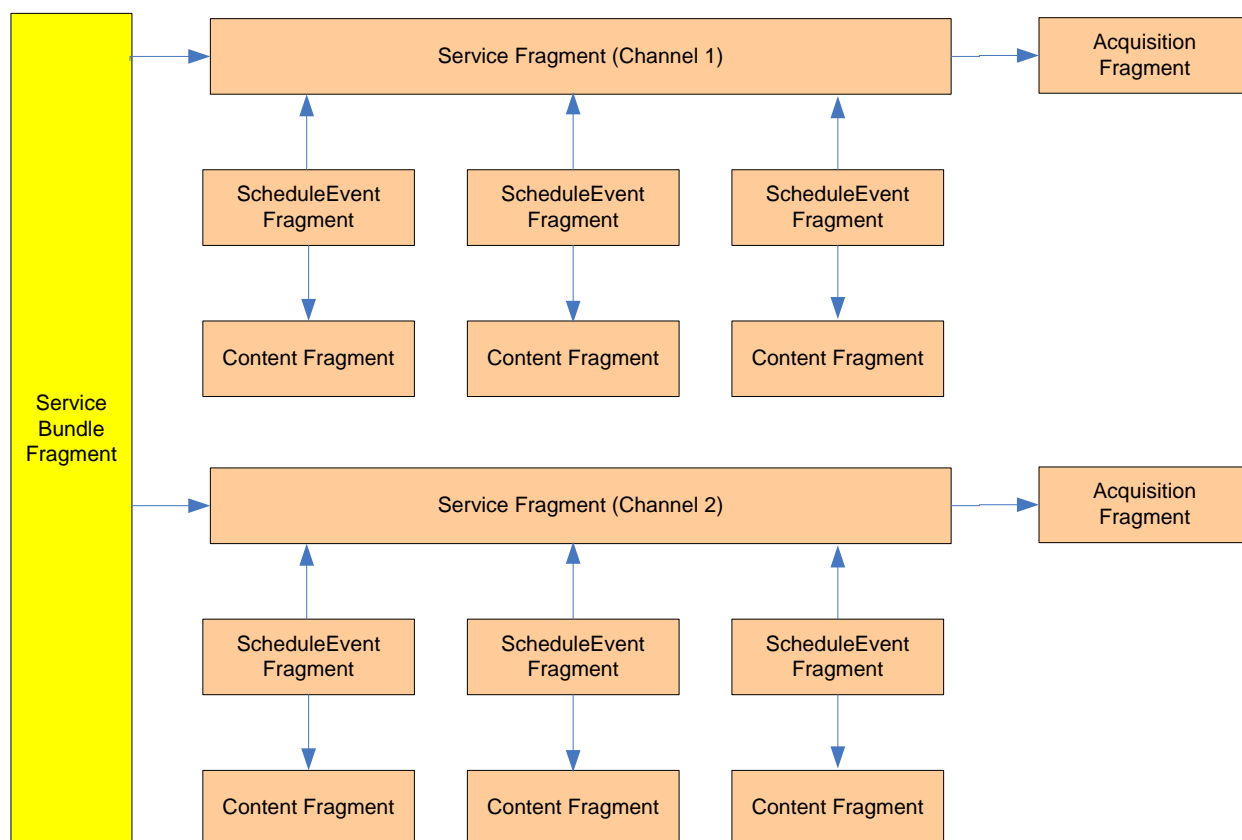 Service Fragment (Channel 1)
Acquisition
Fragment
ScheduleEvent
Fragment
ScheduleEvent
Fragment
ScheduleEvent
Fragment
Content Fragment
Content Fragment
Content Fragment
Service
Bundle
Fragment
Service Fragment (Channel 2)
Acquisition
Fragment
ScheduleEvent
Fragment
ScheduleEvent
Fragment
ScheduleEvent
Fragment
Content Fragment
Content Fragment
Content Fragment